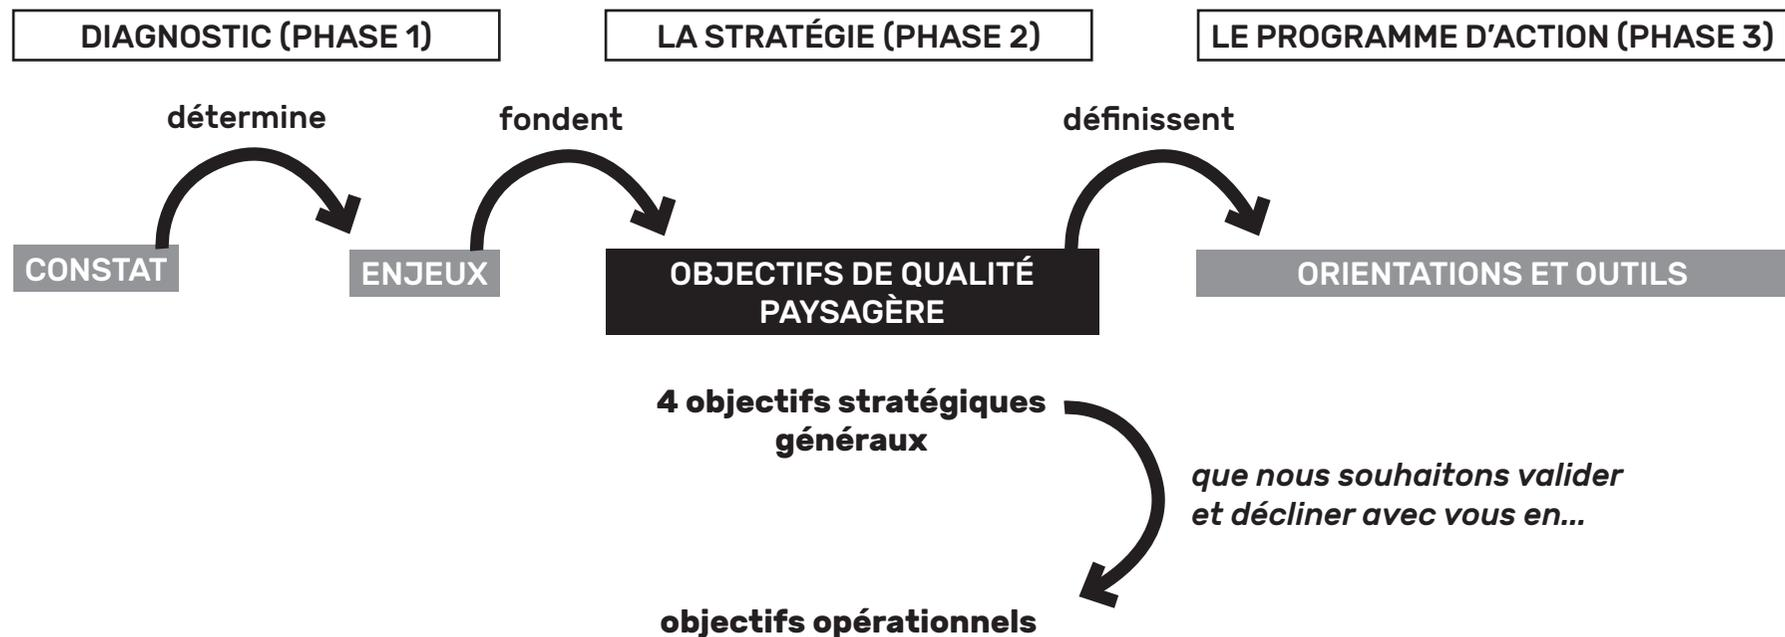 DIAGNOSTIC (PHASE 1)
LA STRATÉGIE (PHASE 2)
LE PROGRAMME D’ACTION (PHASE 3)
détermine
fondent
définissent
CONSTAT
ENJEUX
OBJECTIFS DE QUALITÉ
PAYSAGÈRE
ORIENTATIONS ET OUTILS
4 objectifs stratégiques
généraux
que nous souhaitons valider
et décliner avec vous en...
objectifs opérationnels